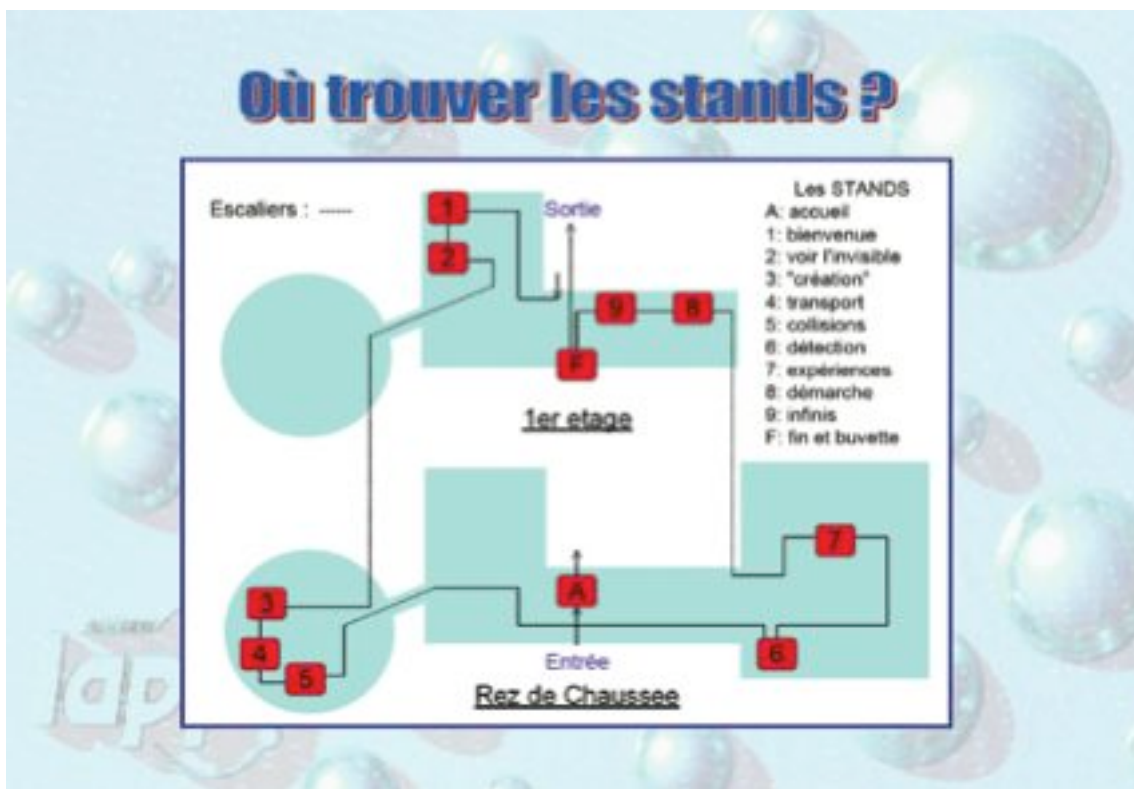 Où trouver les stands ?
Escaliers : -----
1
2
Sortie
9
8
F
1er etage
Les STANDS
A: accueil
1: bienvenue
2: voir l'invisible
3: "création"
4: transport
5: collisions
6: détection
7: expériences
8: démarche
9: infinis
F: fin et buvette
3
4
5
A
7
6
Entrée
Rez de Chaussee